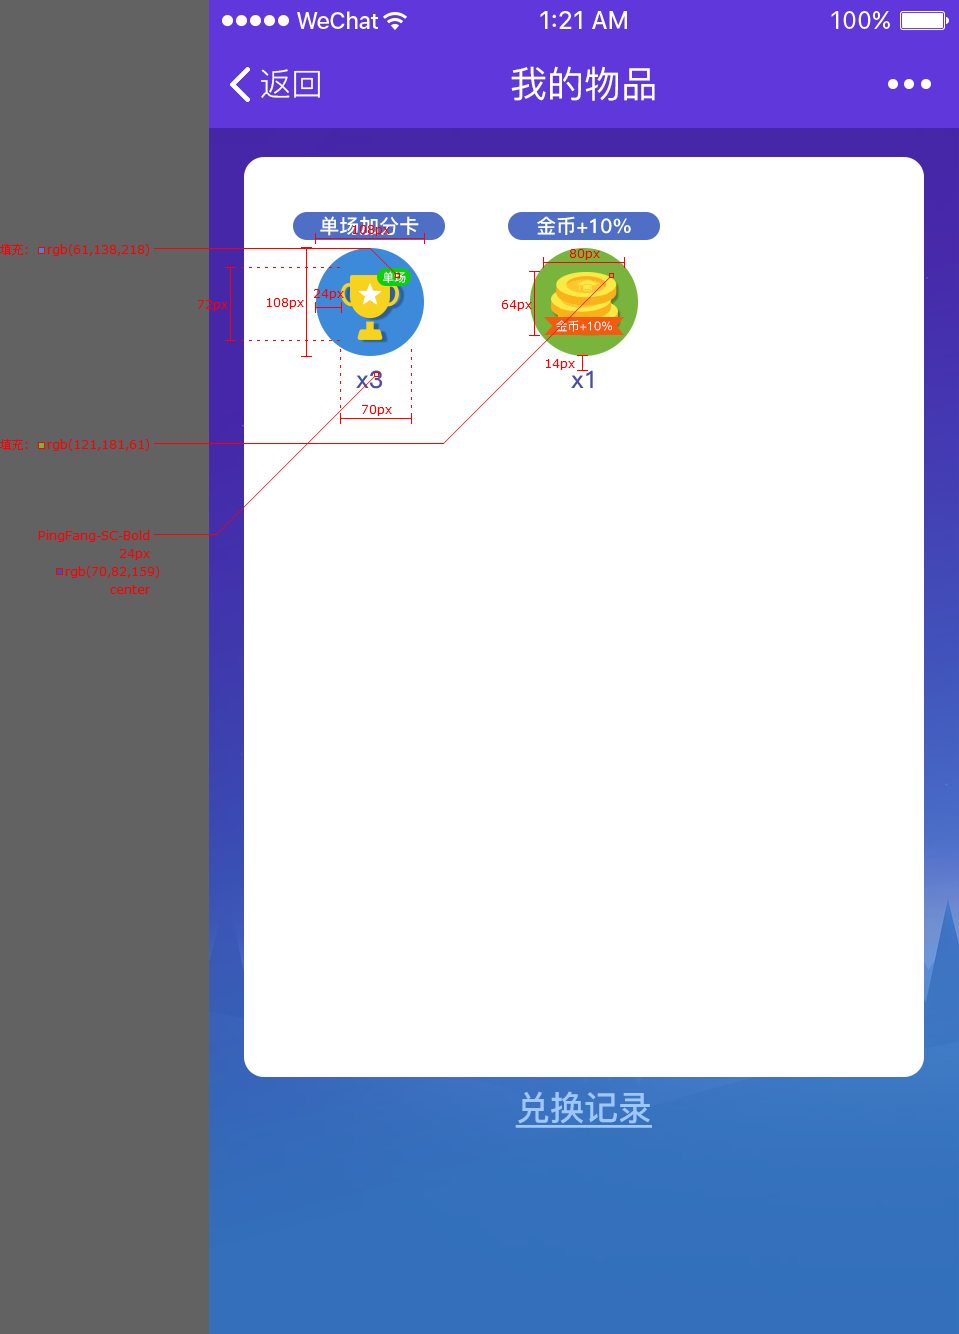 WeChat 1:21 AM 100%
返回 我的物品
单场加分卡 金币+10%
108px
填充: rgb(61,138,218)
80px
单场
24px
72px 108px 64px
金币+10%
14px
x3 x1
70px
填充: rgb(121,181,61)
PingFang-SC-Bold
24px
rgb(70,82,159)
center
兑换记录